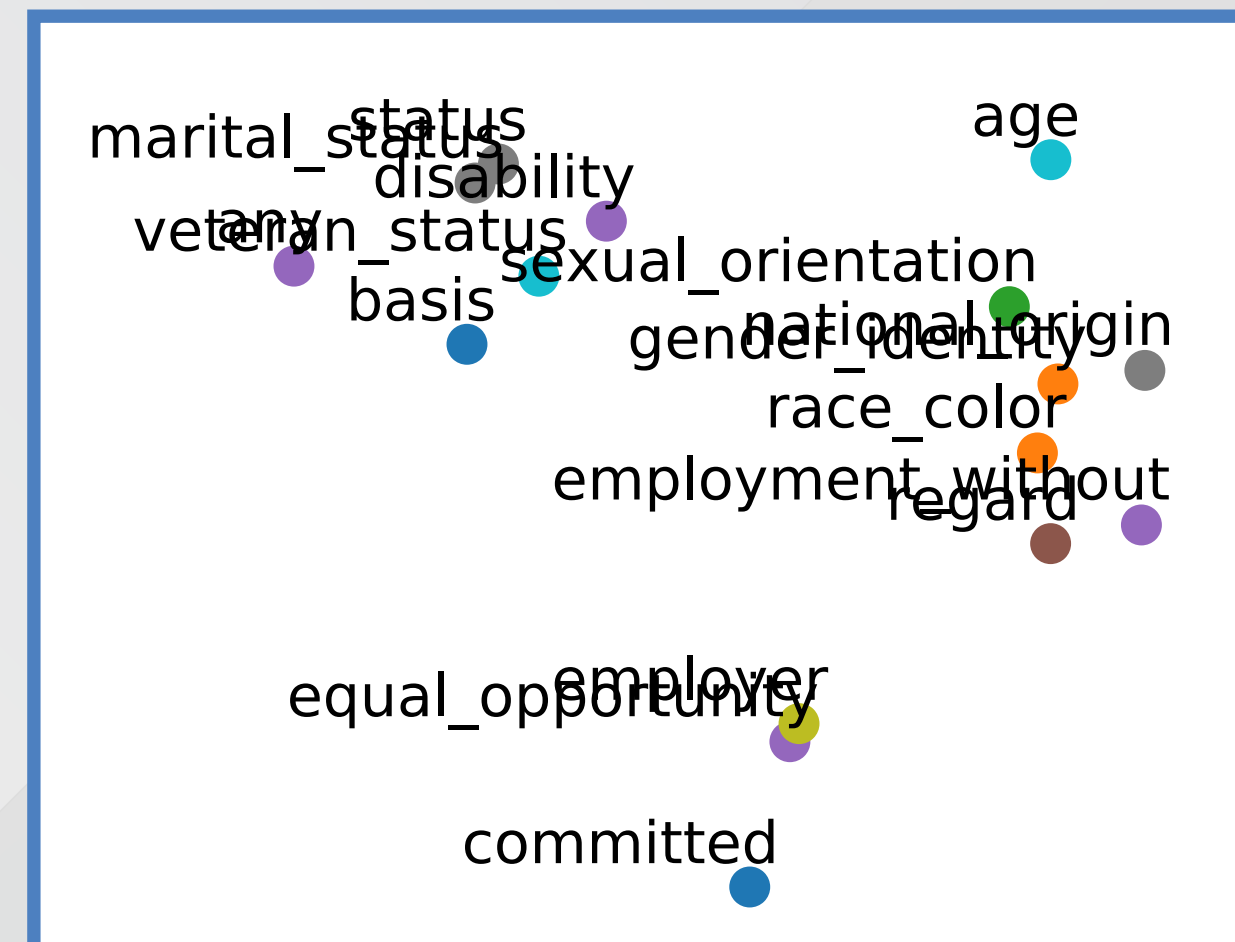 status
age
marital_status
disability
any
veteran_status
sexual_orientation
basis
national_origin
gender_identity
race_color
employment_without
regard
employer
equal_opportunity
committed